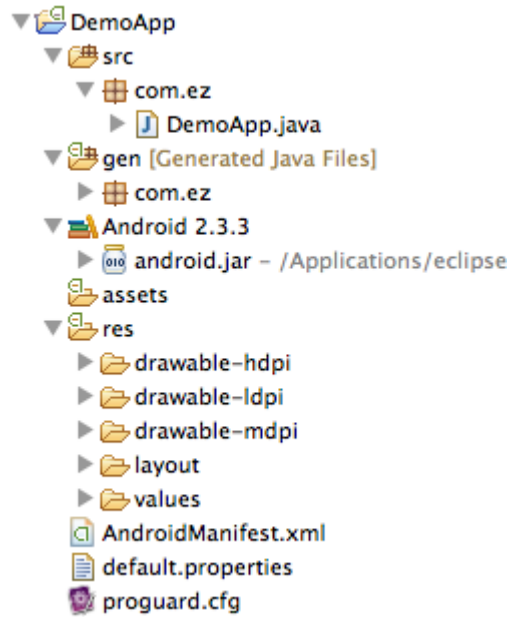 DemoApp
src
com.ez
DemoApp.java
gen [Generated Java Files]
com.ez
Android 2.3.3
android.jar – /Applications/eclipse
assets
res
drawable-hdpi
drawable-ldpi
drawable-mdpi
layout
values
AndroidManifest.xml
default.properties
proguard.cfg